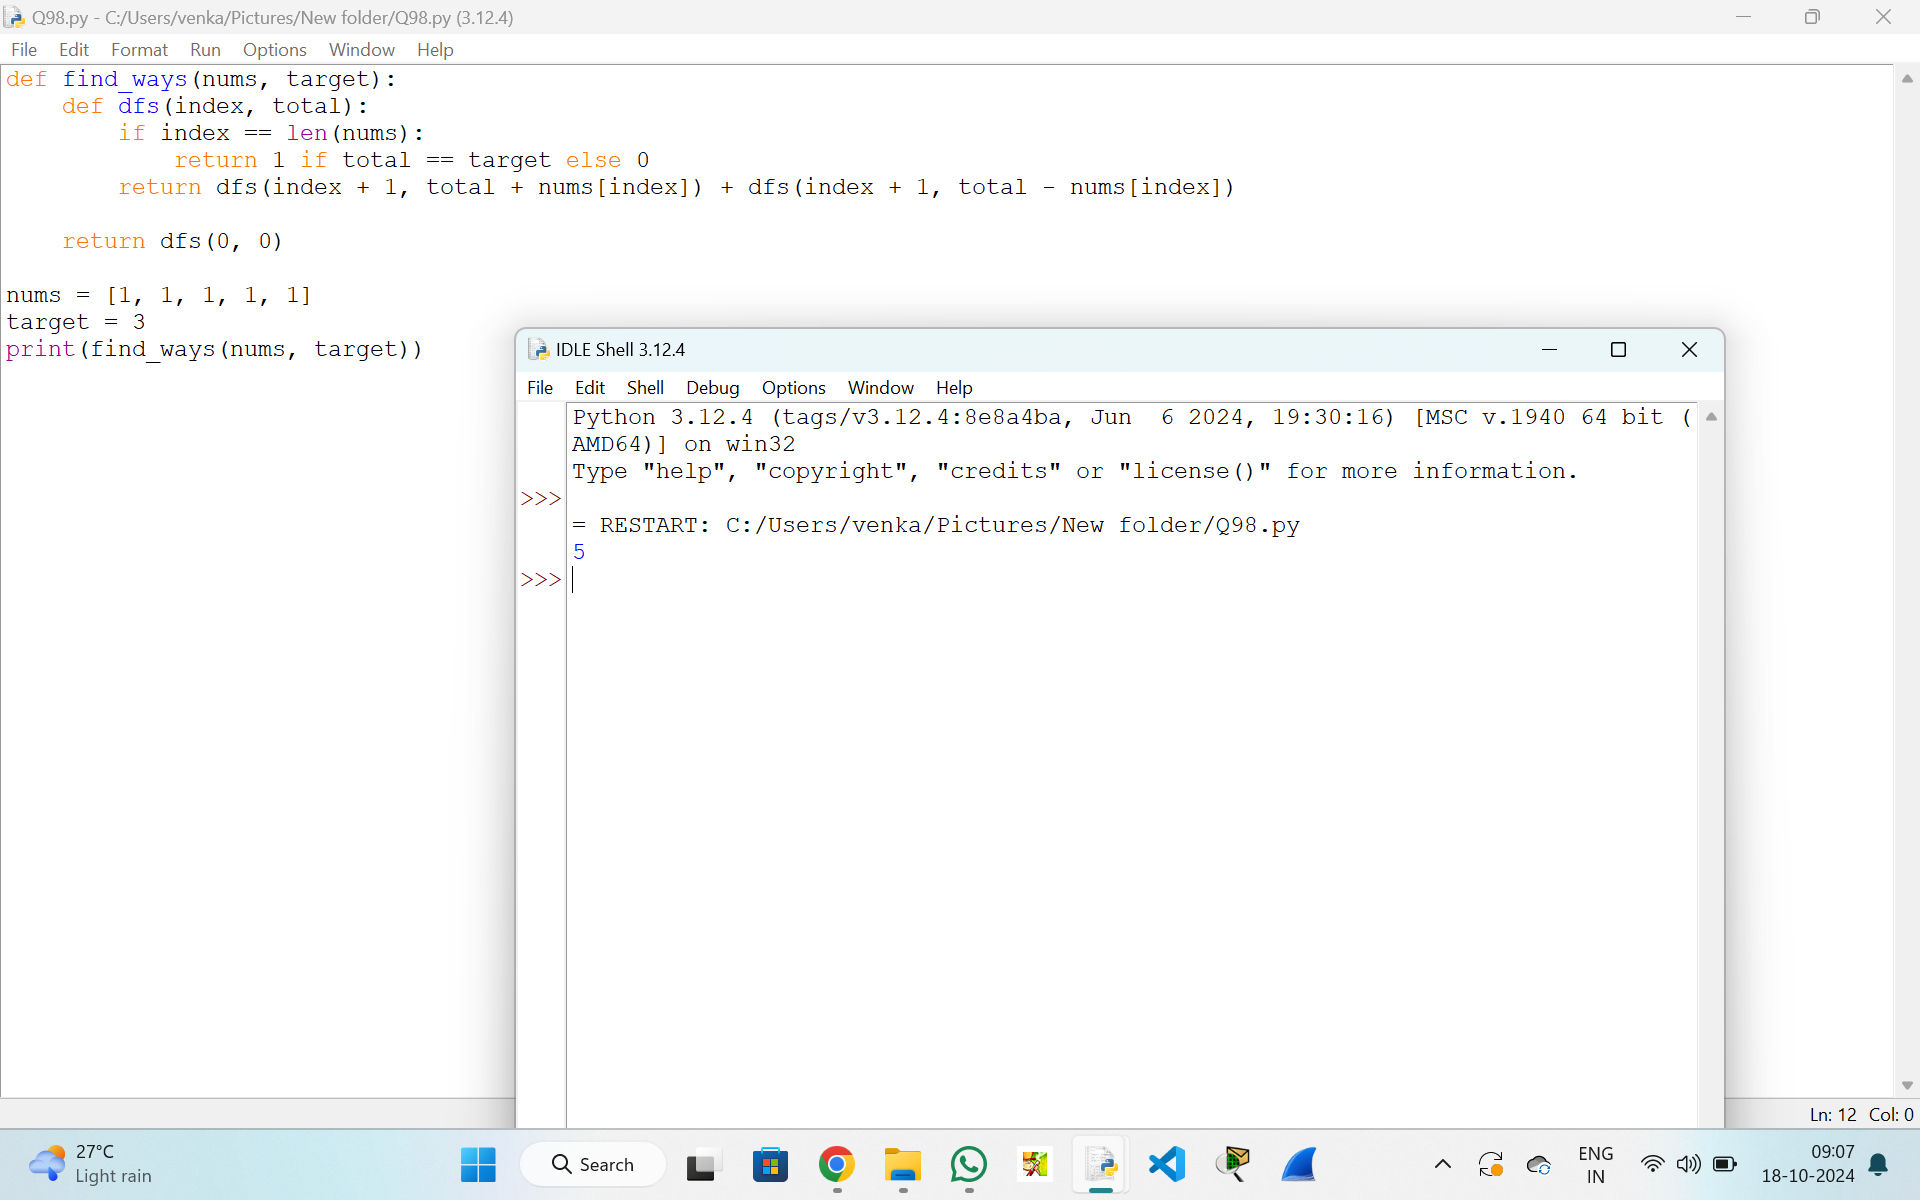 Q98.py - C:/Users/venka/Pictures/New folder/Q98.py (3.12.4)
File Edit Format Run Options Window Help
def find_ways(nums, target):
    def dfs(index, total):
        if index == len(nums):
            return 1 if total == target else 0
        return dfs(index + 1, total + nums[index]) + dfs(index + 1, total - nums[index])
    return dfs(0, 0)
nums = [1, 1, 1, 1, 1]
target = 3
print(find_ways(nums, target))
IDLE Shell 3.12.4
File Edit Shell Debug Options Window Help
Python 3.12.4 (tags/v3.12.4:8e8a4ba, Jun  6 2024, 19:30:16) [MSC v.1940 64 bit (
AMD64)] on win32
Type "help", "copyright", "credits" or "license()" for more information.
>>>
= RESTART: C:/Users/venka/Pictures/New folder/Q98.py
5
>>>
Ln: 12 Col: 0
27°C
Light rain
Search
ENG
IN
09:07
18-10-2024